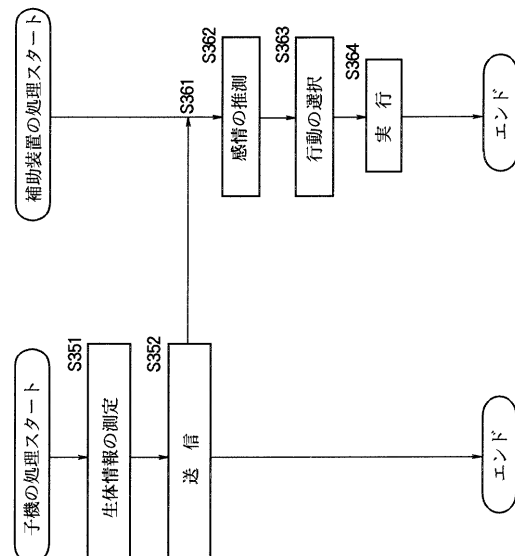 子機の処理スタート
S351
生体情報の測定
S352
送信
エンド
補助装置の処理スタート
S361
S362
感情の推測
S363
行動の選択
S364
実行
エンド